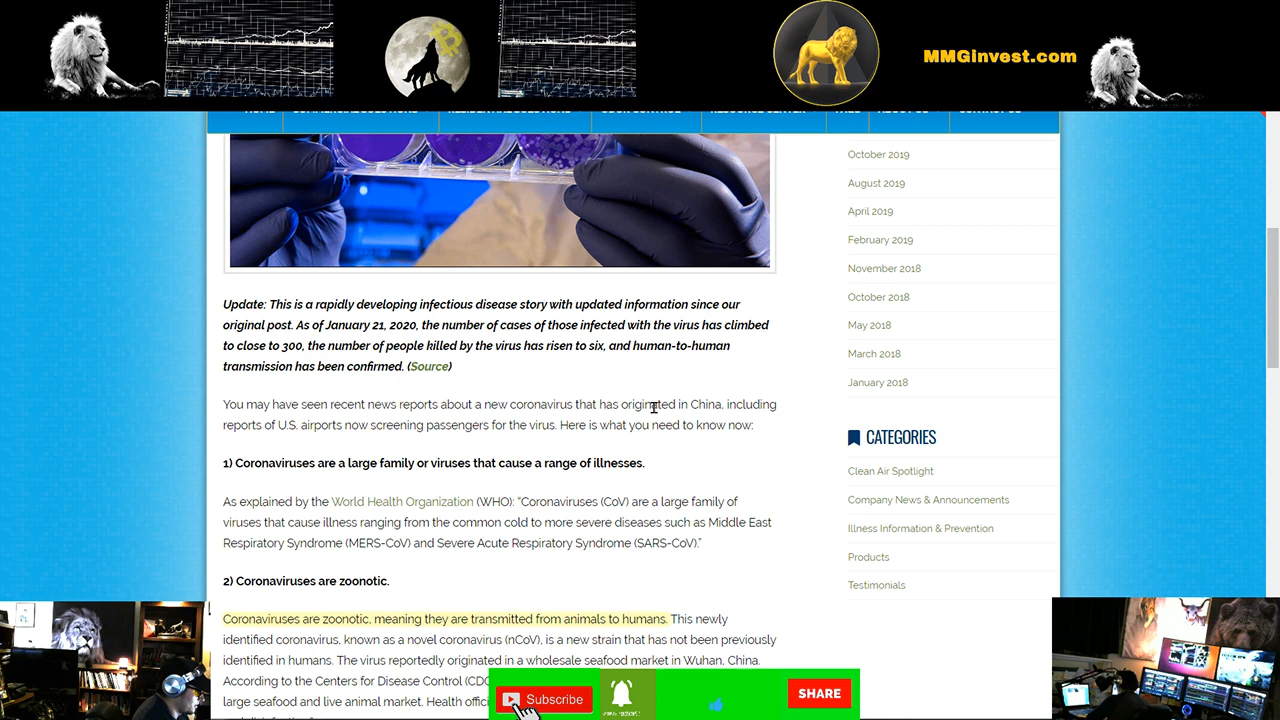 MMGinvest.com
October 2019
August 2019
April 2019
February 2019
November 2018
October 2018
May 2018
March 2018
January 2018
CATEGORIES
Clean Air Spotlight
Company News & Announcements
Illness Information & Prevention
Products
Testimonials
Update: This is a rapidly developing infectious disease story with updated information since our
original post. As of January 21, 2020, the number of cases of those infected with the virus has climbed
to close to 300, the number of people killed by the virus has risen to six, and human-to-human
transmission has been confirmed. (Source)
You may have seen recent news reports about a new coronavirus that has originated in China, including
reports of U.S. airports now screening passengers for the virus. Here is what you need to know now:
1) Coronaviruses are a large family or viruses that cause a range of illnesses.
As explained by the World Health Organization (WHO): “Coronaviruses (CoV) are a large family of
viruses that cause illness ranging from the common cold to more severe diseases such as Middle East
Respiratory Syndrome (MERS-CoV) and Severe Acute Respiratory Syndrome (SARS-CoV).”
2) Coronaviruses are zoonotic.
Coronaviruses are zoonotic, meaning they are transmitted from animals to humans. This newly
identified coronavirus, known as a novel coronavirus (nCoV), is a new strain that has not been previously
identified in humans. The virus reportedly originated in a wholesale seafood market in Wuhan, China.
According to the Centers for Disease Control (CDC
large seafood and live animal market. Health offici
Subscribe
SHARE